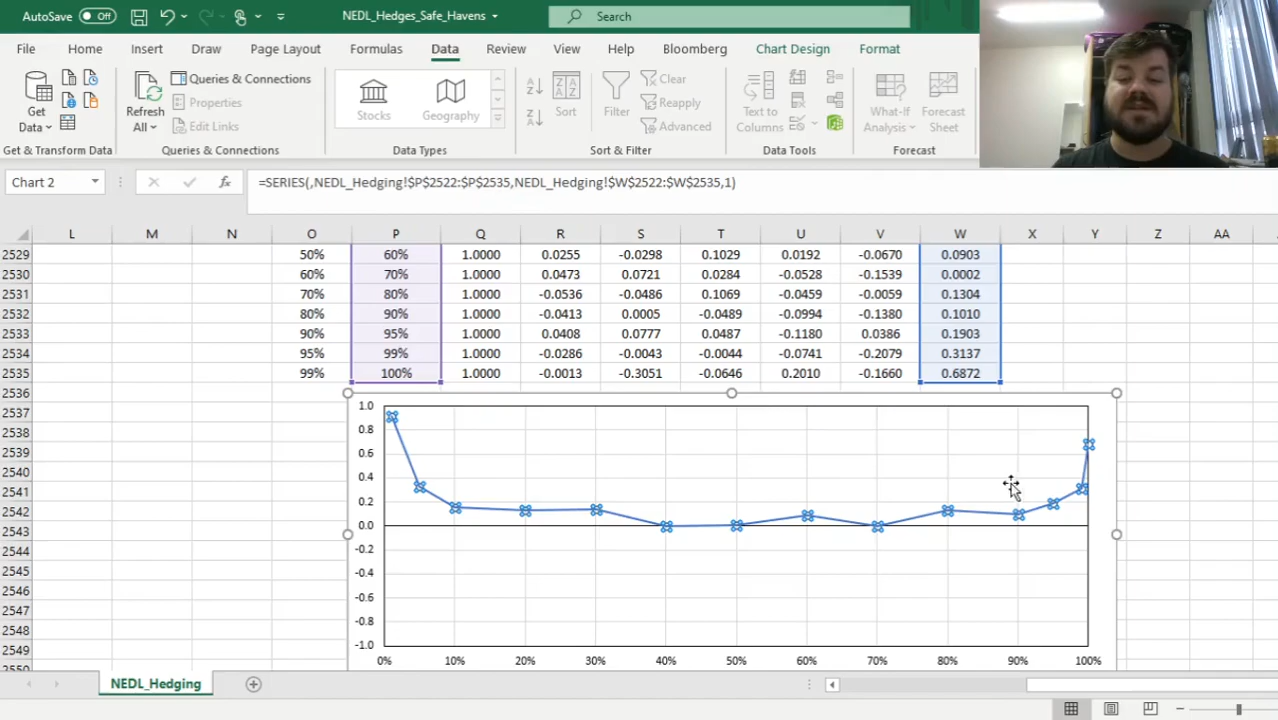 AutoSave Off NEDL_Hedges_Safe_Havens Search
File Home Insert Draw Page Layout Formulas Data Review View Help Bloomberg Chart Design Format
Get Data
Refresh All
Queries & Connections
Properties
Edit Links
Stocks
Geography
Sort
Filter
Clear
Reapply
Advanced
Text to Columns
What-If Analysis
Forecast Sheet
Get & Transform Data Queries & Connections Data Types Sort & Filter Data Tools Forecast
Chart 2 fx =SERIES(,NEDL_Hedging!$P$2522:$P$2535,NEDL_Hedging!$W$2522:$W$2535,1)
L M N O P Q R S T U V W X Y Z AA
2529 50% 60% 1.0000 0.0255 -0.0298 0.1029 0.0192 -0.0670 0.0903
2530 60% 70% 1.0000 0.0473 0.0721 0.0284 -0.0528 -0.1539 0.0002
2531 70% 80% 1.0000 -0.0536 -0.0486 0.1069 -0.0459 -0.0059 0.1304
2532 80% 90% 1.0000 -0.0413 0.0005 -0.0489 -0.0994 -0.1380 0.1010
2533 90% 95% 1.0000 0.0408 0.0777 0.0487 -0.1180 0.0386 0.1903
2534 95% 99% 1.0000 -0.0286 -0.0043 -0.0044 -0.0741 -0.2079 0.3137
2535 99% 100% 1.0000 -0.0013 -0.3051 -0.0646 0.2010 -0.1660 0.6872
2536
2537
2538
2539
2540
2541
2542
2543
2544
2545
2546
2547
2548
2549
2550
1.0
0.8
0.6
0.4
0.2
0.0
-0.2
-0.4
-0.6
-0.8
-1.0
0% 10% 20% 30% 40% 50% 60% 70% 80% 90% 100%
NEDL_Hedging